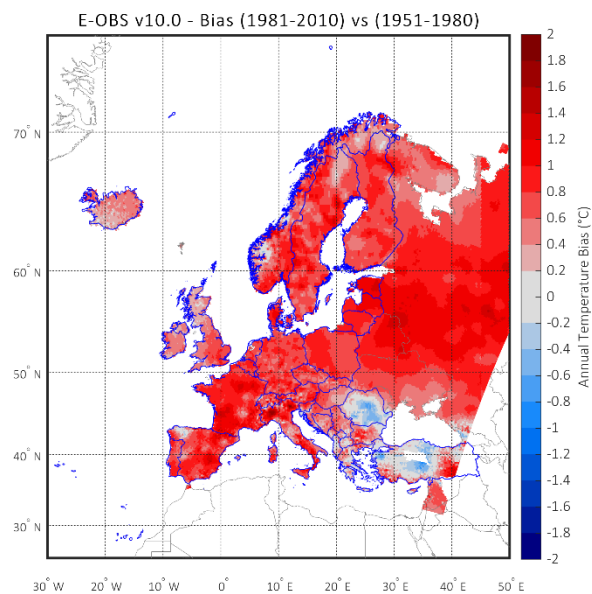 E-OBS v10.0 - Bias (1981-2010) vs (1951-1980)
70° N
60° N
50° N
40° N
30° N
30° W
20° W
10° W
0°
10° E
20° E
30° E
40° E
50° E
2
1.8
1.6
1.4
1.2
1
0.8
0.6
0.4
0.2
0
-0.2
-0.4
-0.6
-0.8
-1
-1.2
-1.4
-1.6
-1.8
-2
Annual Temperature Bias (°C)